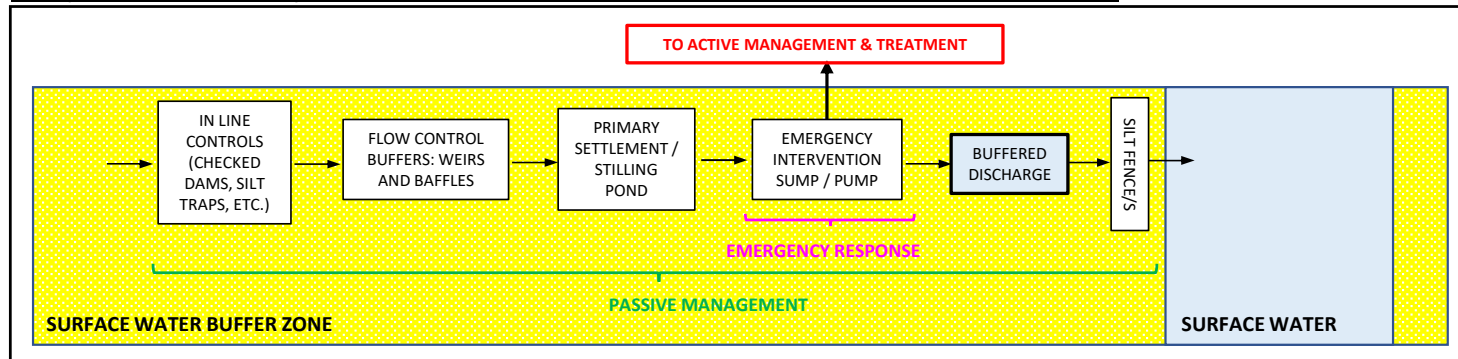 TO ACTIVE MANAGEMENT & TREATMENT
IN LINE
CONTROLS
(CHECKED
DAMS, SILT
TRAPS, ETC.)
FLOW CONTROL
BUFFERS: WEIRS
AND BAFFLES
PRIMARY
SETTLEMENT /
STILLING
POND
EMERGENCY
INTERVENTION
SUMP / PUMP
BUFFERED
DISCHARGE
SILT FENCE/S
EMERGENCY RESPONSE
PASSIVE MANAGEMENT
SURFACE WATER BUFFER ZONE
SURFACE WATER